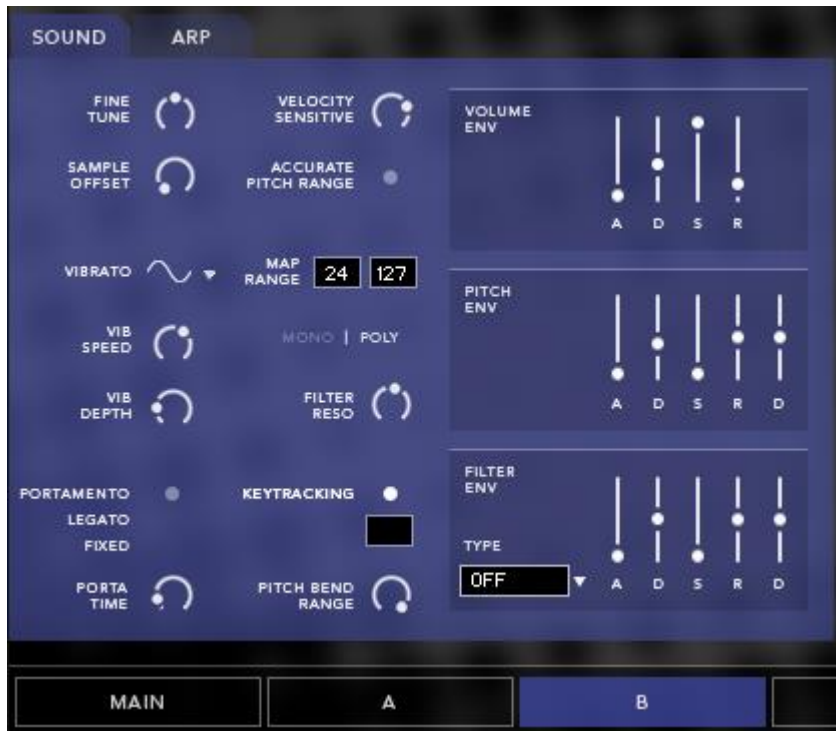 SOUND
ARP
FINE
TUNE
VELOCITY
SENSITIVE
SAMPLE
OFFSET
ACCURATE
PITCH RANGE
VIBRATO
MAP
RANGE
24
127
VIB
SPEED
MONO | POLY
VIB
DEPTH
FILTER
RESO
PORTAMENTO
LEGATO
FIXED
KEYTRACKING
PORTA
TIME
PITCH BEND
RANGE
VOLUME
ENV
A D S R
PITCH
ENV
A D S R D
FILTER
ENV
TYPE
OFF
A D S R D
MAIN
A
B